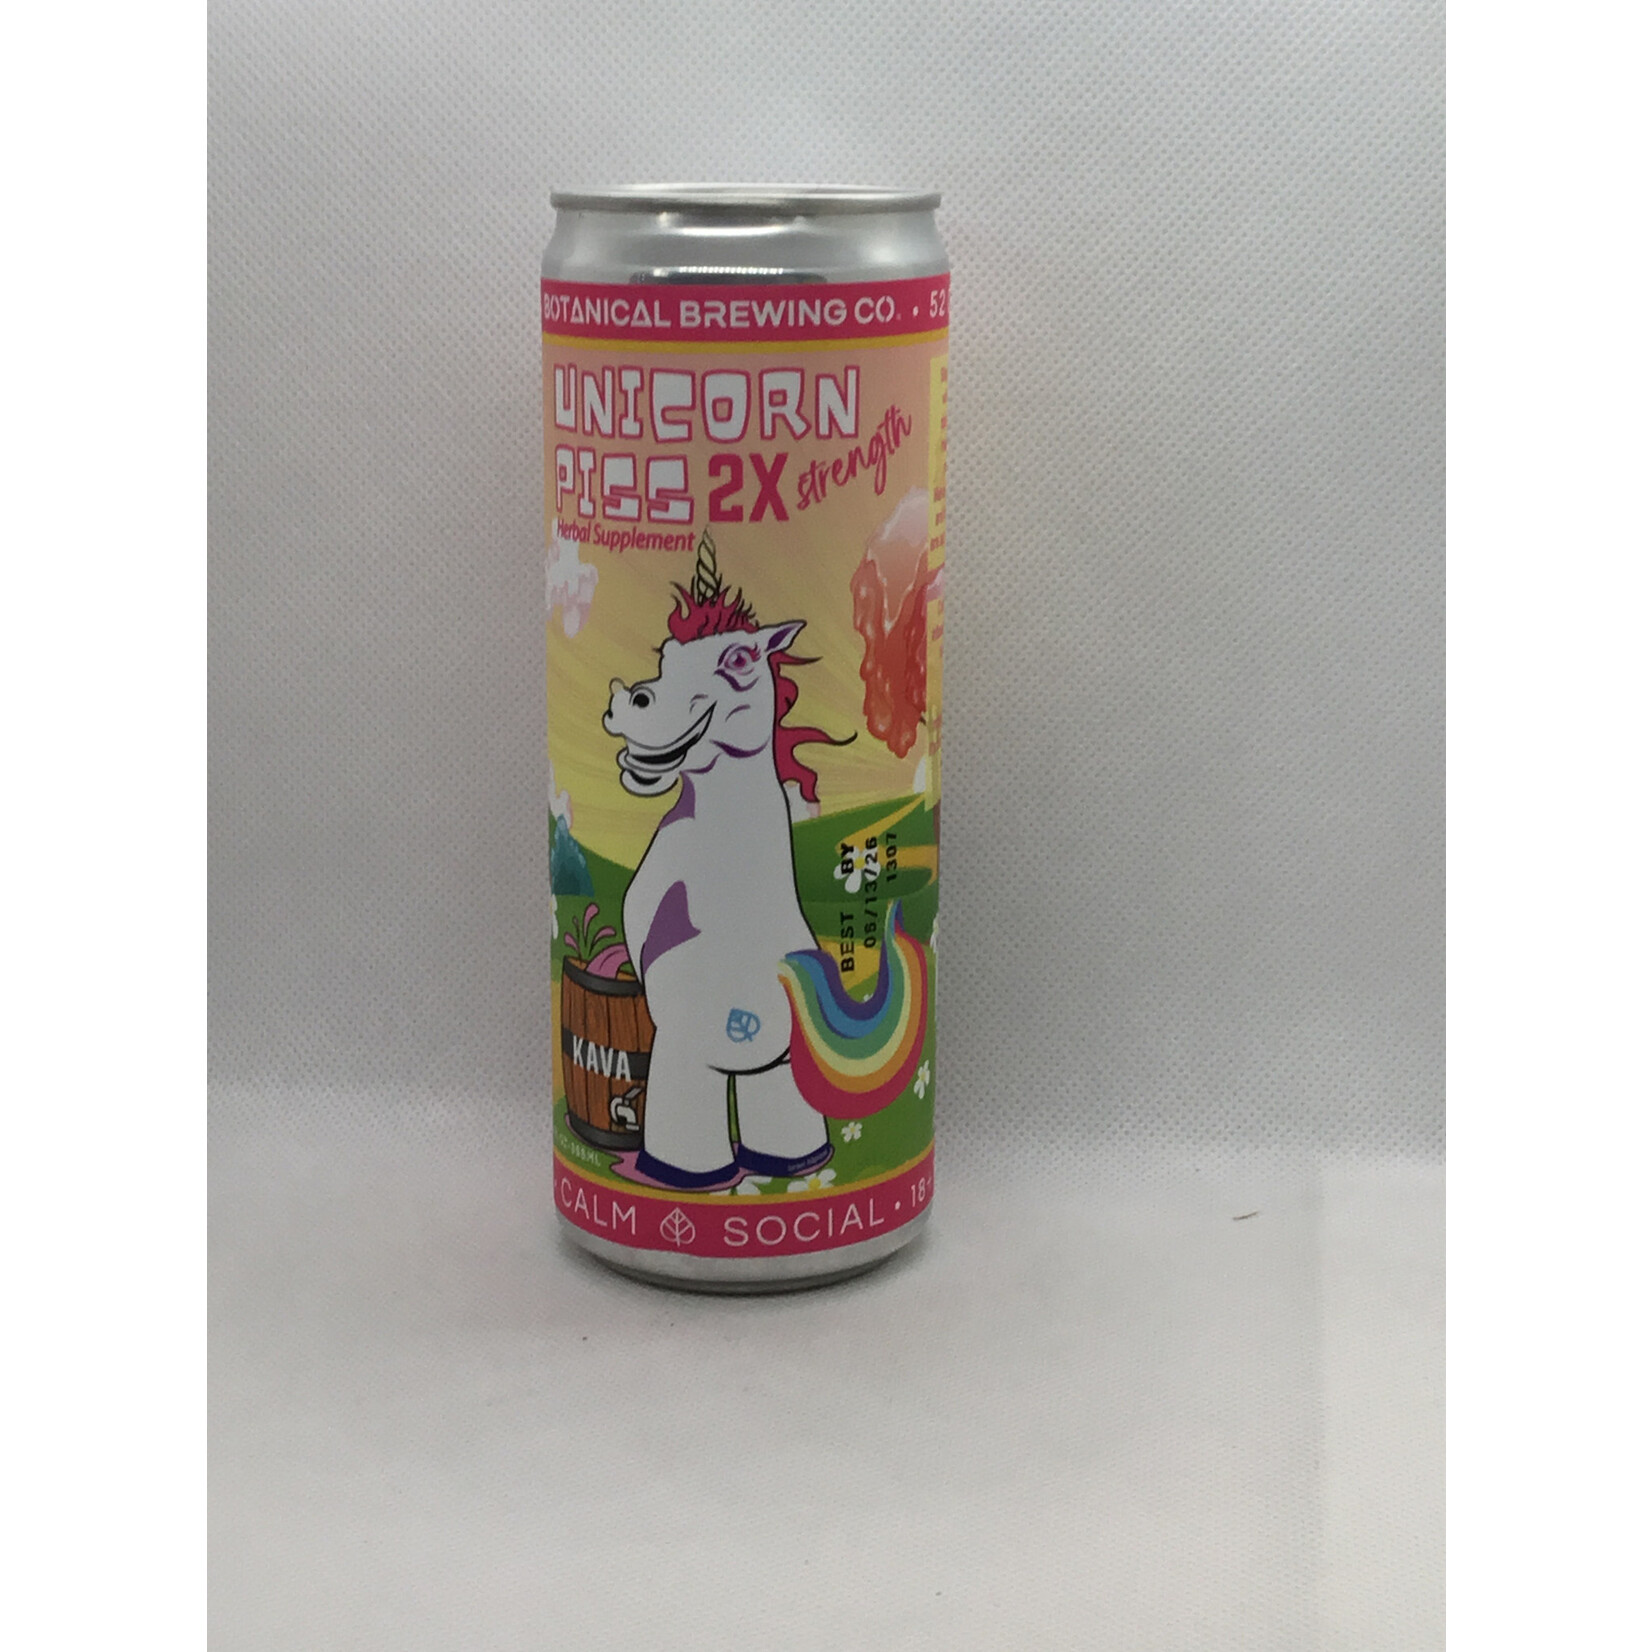 BOTANICAL BREWING CO. • 52
UNICORN
PISS 2X strength
Herbal Supplement
BEST BY
08/13/26
1307
KAVA
CALM SOCIAL • 18+